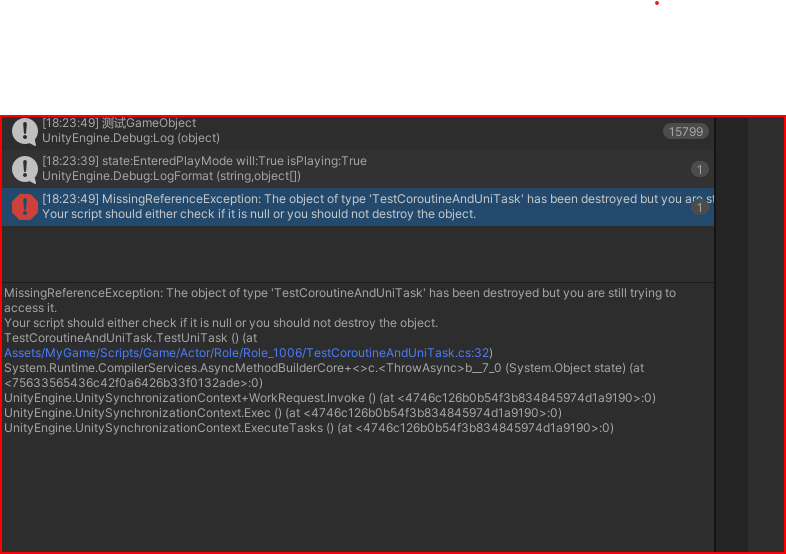 [18:23:49] 测试GameObject
UnityEngine.Debug:Log (object)
15799
[18:23:39] state:EnteredPlayMode will:True isPlaying:True
UnityEngine.Debug:LogFormat (string,object[])
1
[18:23:49] MissingReferenceException: The object of type 'TestCoroutineAndUniTask' has been destroyed but you are st
Your script should either check if it is null or you should not destroy the object.
1
MissingReferenceException: The object of type 'TestCoroutineAndUniTask' has been destroyed but you are still trying to
access it.
Your script should either check if it is null or you should not destroy the object.
TestCoroutineAndUniTask.TestUniTask () (at
Assets/MyGame/Scripts/Game/Actor/Role/Role_1006/TestCoroutineAndUniTask.cs:32)
System.Runtime.CompilerServices.AsyncMethodBuilderCore+<>c.<ThrowAsync>b__7_0 (System.Object state) (at
<75633565436c42f0a6426b33f0132ade>:0)
UnityEngine.UnitySynchronizationContext+WorkRequest.Invoke () (at <4746c126b0b54f3b834845974d1a9190>:0)
UnityEngine.UnitySynchronizationContext.Exec () (at <4746c126b0b54f3b834845974d1a9190>:0)
UnityEngine.UnitySynchronizationContext.ExecuteTasks () (at <4746c126b0b54f3b834845974d1a9190>:0)